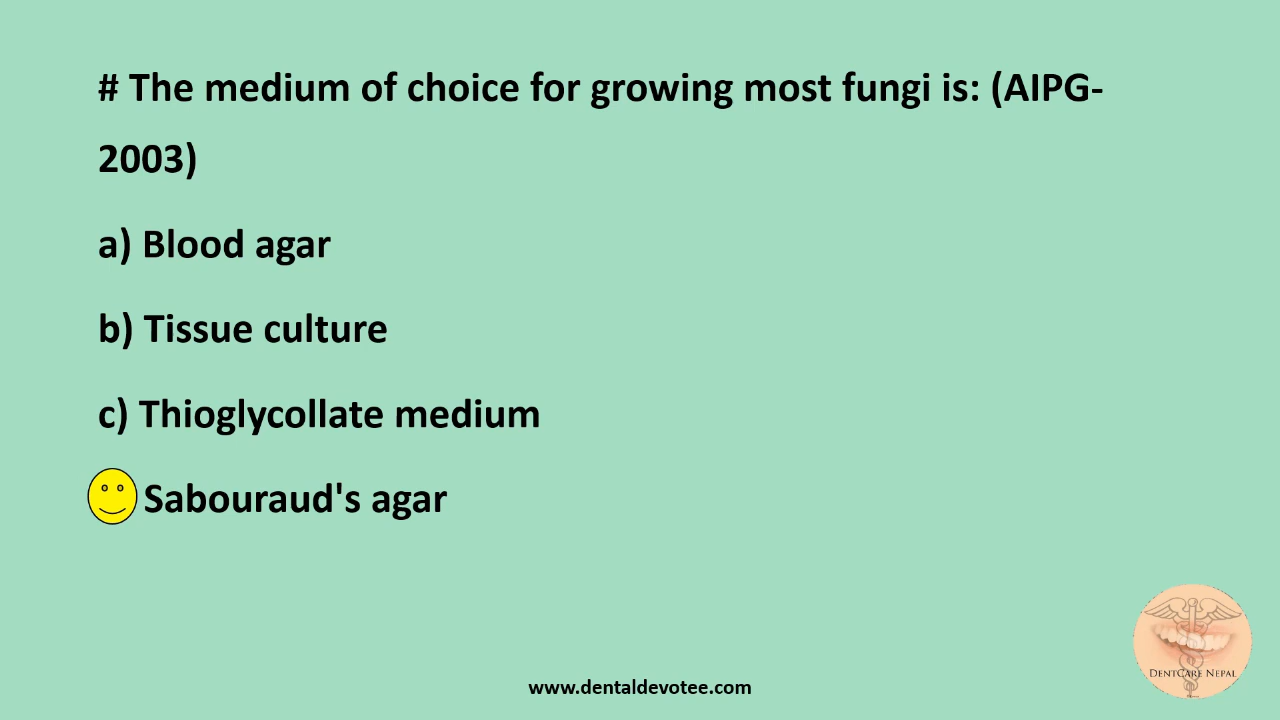 # The medium of choice for growing most fungi is: (AIPG-
2003)
a) Blood agar
b) Tissue culture
c) Thioglycollate medium
Sabouraud's agar
DentCare Nepal
www.dentaldevotee.com